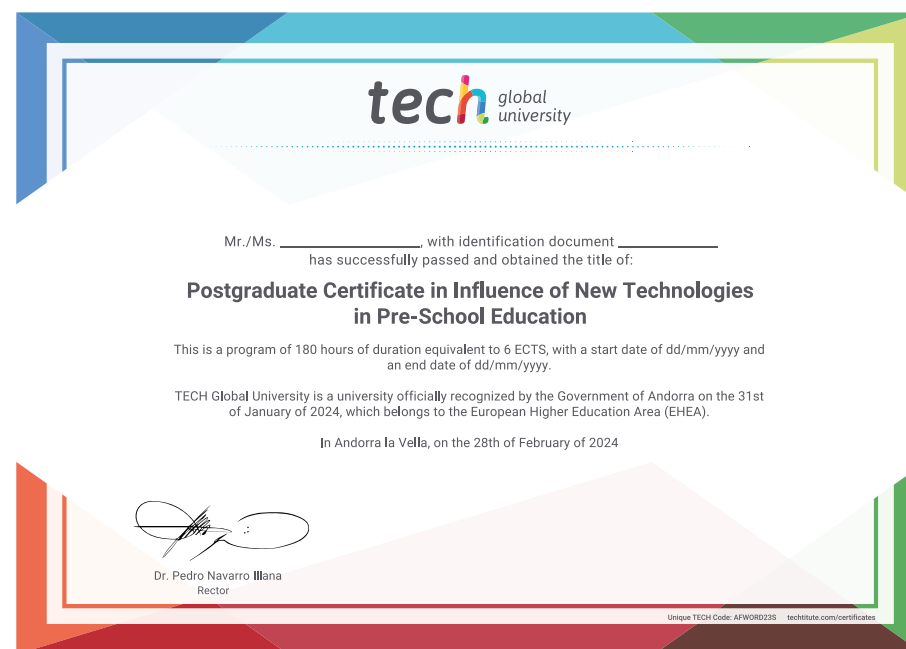 tech global
university
Mr./Ms. ____________, with identification document ____________
has successfully passed and obtained the title of:
Postgraduate Certificate in Influence of New Technologies
in Pre-School Education
This is a program of 180 hours of duration equivalent to 6 ECTS, with a start date of dd/mm/yyyy and
an end date of dd/mm/yyyy.
TECH Global University is a university officially recognized by the Government of Andorra on the 31st
of January of 2024, which belongs to the European Higher Education Area (EHEA).
In Andorra la Vella, on the 28th of February of 2024
Dr. Pedro Navarro Illana
Rector
Unique TECH Code: AFWORD23S techtitute.com/certificates